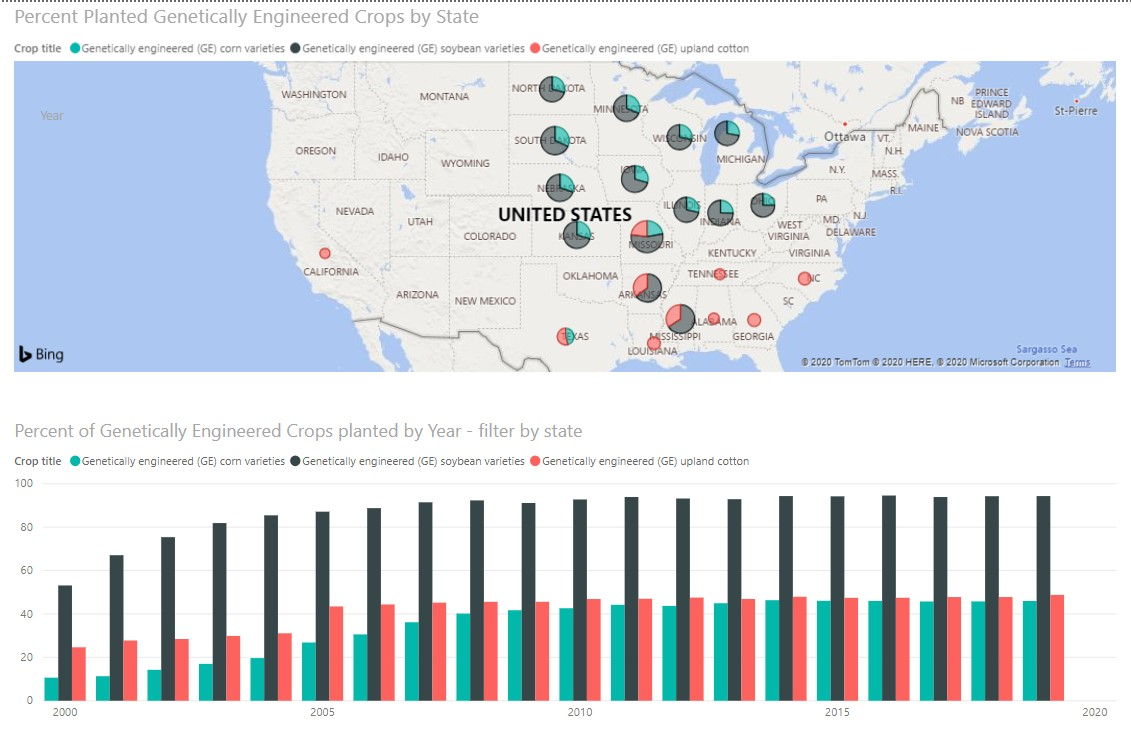 Percent Planted Genetically Engineered Crops by State
Crop title Genetically engineered (GE) corn varieties Genetically engineered (GE) soybean varieties Genetically engineered (GE) upland cotton
Year
WASHINGTON
MONTANA
NORTH DAKOTA
MINNESOTA
NB
PRINCE
EDWARD
ISLAND
St-Pierre
Ottawa
MAINE
NOVA SCOTIA
OREGON
IDAHO
WYOMING
SOUTH DAKOTA
WISCONSIN
MICHIGAN
VT.
N.H.
N.Y.
MASS.
R.I.
IOWA
NEBRASKA
NEVADA
UTAH
COLORADO
UNITED STATES
KANSAS
ILLINOIS
INDIANA
OHIO
PA
N.J.
MD
DELAWARE
WEST
VIRGINIA
VIRGINIA
MISSOURI
KENTUCKY
CALIFORNIA
ARIZONA
NEW MEXICO
OKLAHOMA
ARKANSAS
TENNESSEE
NC
SC
TEXAS
MISSISSIPPI
ALABAMA
GEORGIA
LOUISIANA
Sargasso Sea
Bing
© 2020 TomTom © 2020 HERE, © 2020 Microsoft Corporation Terms
Percent of Genetically Engineered Crops planted by Year - filter by state
Crop title Genetically engineered (GE) corn varieties Genetically engineered (GE) soybean varieties Genetically engineered (GE) upland cotton
100
80
60
40
20
0
2000 2005 2010 2015 2020